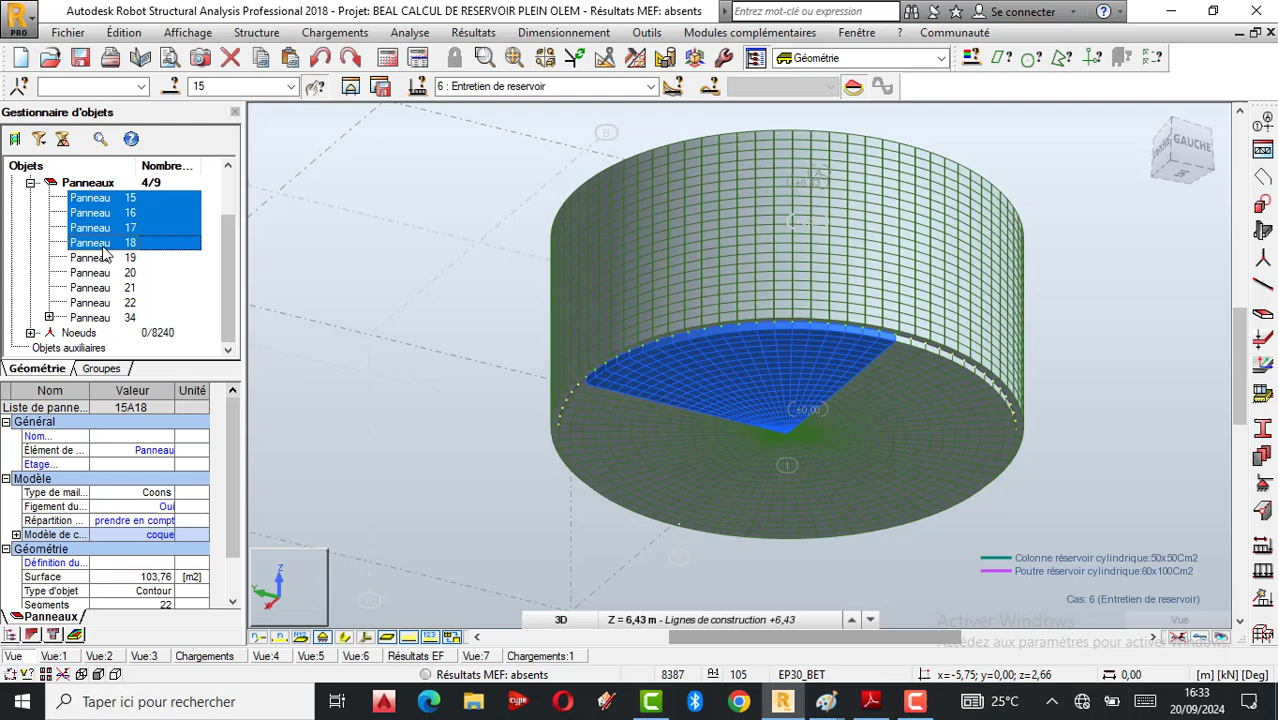 Autodesk Robot Structural Analysis Professional 2018 - Projet: BEAL CALCUL DE RESERVOIR PLEIN OLEM - Résultats MEF: absents
Entrez mot-clé ou expression
Se connecter
PRO
Fichier Édition Affichage Structure Chargements Analyse Résultats Dimensionnement Outils Modules complémentaires Fenêtre ? Communauté
Géométrie
15
6 : Entretien de reservoir
Gestionnaire d'objets
Objets Nombre...
Panneaux 4/9
Panneau 15
Panneau 16
Panneau 17
Panneau 18
Panneau 19
Panneau 20
Panneau 21
Panneau 22
Panneau 34
Noeuds 0/8240
Objets auxiliaires
Géométrie Groupes
Nom Valeur Unité
Liste de panne... 15A18
Général
Nom...
Élément de ... Panneau
Etage...
Modèle
Type de mail... Coons
Figement du... Oui
Répartition ... prendre en compt
Modèle de c... coque
Géométrie
Définition du...
Surface 103,76 [m2]
Type d'objet Contour
Segments 22
Panneaux
B
+6,43
±0,00
1
E
GAUCHE
Z
Y
X
Colonne réservoir cylindrique:50x50Cm2
Poutre réservoir cylindrique:60x100Cm2
Cas: 6 (Entretien de reservoir)
Activer Windows
Accédez aux paramètres pour activer Windows.
3D Z = 6,43 m - Lignes de construction +6,43
Vue
Vue Vue:1 Vue:2 Vue:3 Chargements Vue:4 Vue:5 Vue:6 Résultats EF Vue:7 Chargements:1
Résultats MEF: absents 8387 105 EP30_BET x=-5,75; y=0,00; z=2,66 0,00 [m] [kN] [Deg]
Taper ici pour rechercher
cype
PRO
25°C
16:33
20/09/2024